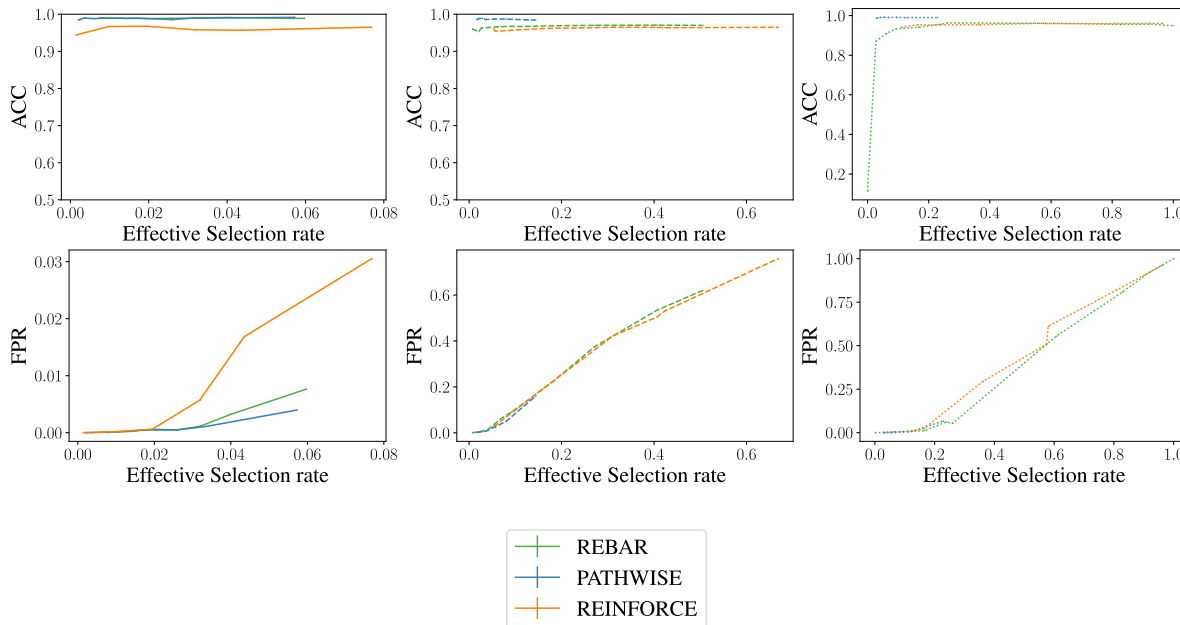 ACC
1.0
0.9
0.8
0.7
0.6
0.5
0.00 0.02 0.04 0.06 0.08
Effective Selection rate
ACC
1.0
0.9
0.8
0.7
0.6
0.5
0.0 0.2 0.4 0.6
Effective Selection rate
ACC
1.0
0.8
0.6
0.4
0.2
0.0 0.2 0.4 0.6 0.8 1.0
Effective Selection rate
FPR
0.03
0.02
0.01
0.00
0.00 0.02 0.04 0.06 0.08
Effective Selection rate
FPR
0.6
0.4
0.2
0.0
0.0 0.2 0.4 0.6
Effective Selection rate
FPR
1.00
0.75
0.50
0.25
0.00
0.0 0.2 0.4 0.6 0.8 1.0
Effective Selection rate
REBAR
PATHWISE
REINFORCE